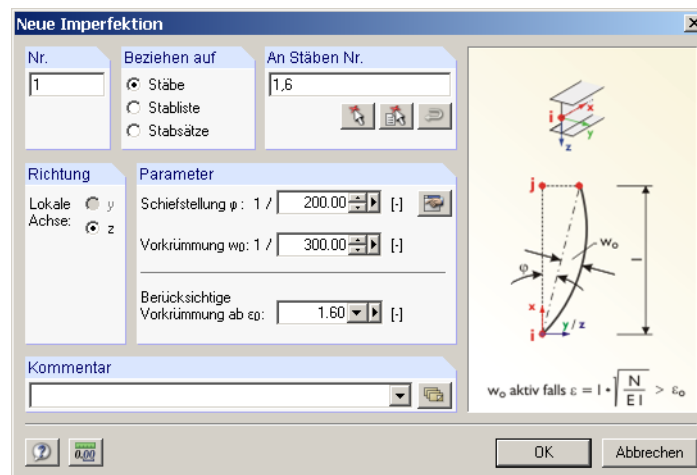 Neue Imperfektion
Nr.
1
Beziehen auf
Stäbe
Stabliste
Stabsätze
An Stäben Nr.
1,6
Richtung
Lokale Achse:
y
z
Parameter
Schiefstellung φ : 1 / 200.00 [-]
Vorkrümmung w0: 1 / 300.00 [-]
Berücksichtige
Vorkrümmung ab ε0: 1.60 [-]
Kommentar
i x
y
z
j
w₀
φ
l
x
i y / z
w₀ aktiv falls ε = l • √(N / E I) > ε₀
0.00
OK
Abbrechen